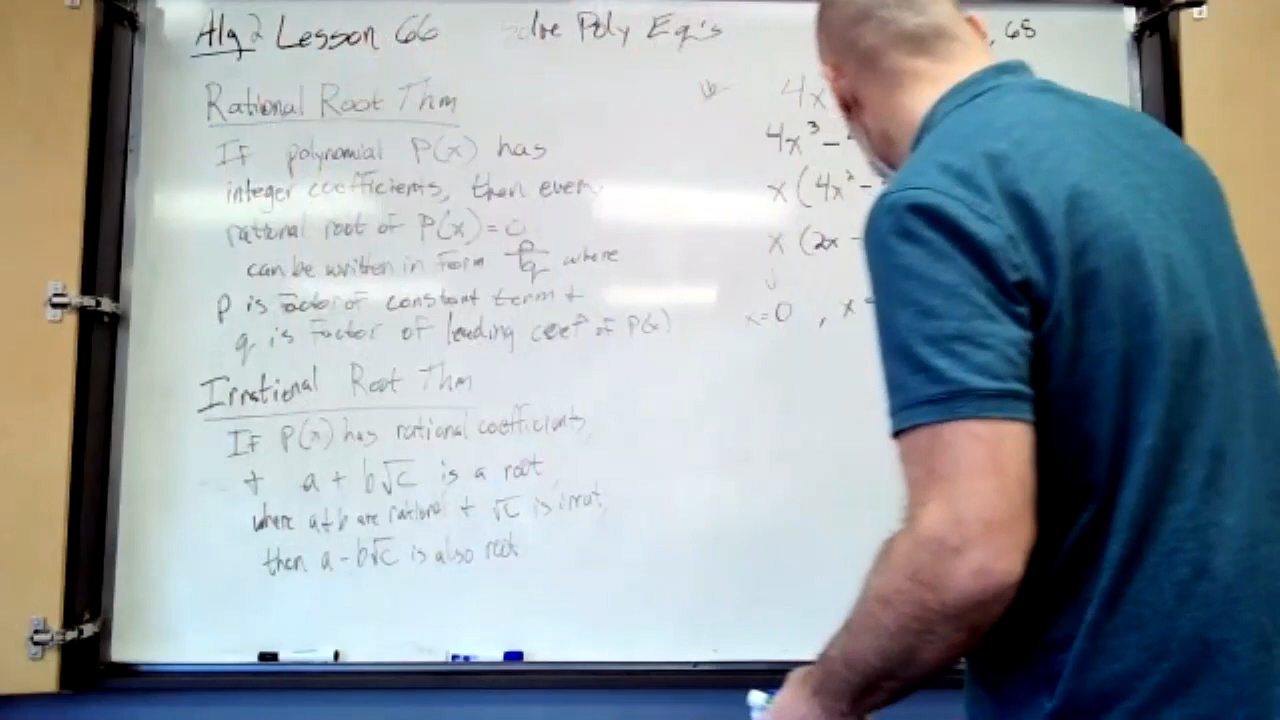 Alg 2 Lesson 66 solve Poly Eq's , 65
Rational Root Thm
If polynomial P(x) has
integer coefficients, then every
rational root of P(x) = 0
can be written in form p/q where
p is factor of constant term +
q is factor of leading coef of P(x)
Irrational Root Thm
If P(x) has rational coefficients,
+ a + b√c is a root,
where a + b are rational + √c is irrat,
then a - b√c is also root
4x
4x³ -
x (4x² -
x (2x -
x = 0 , x =